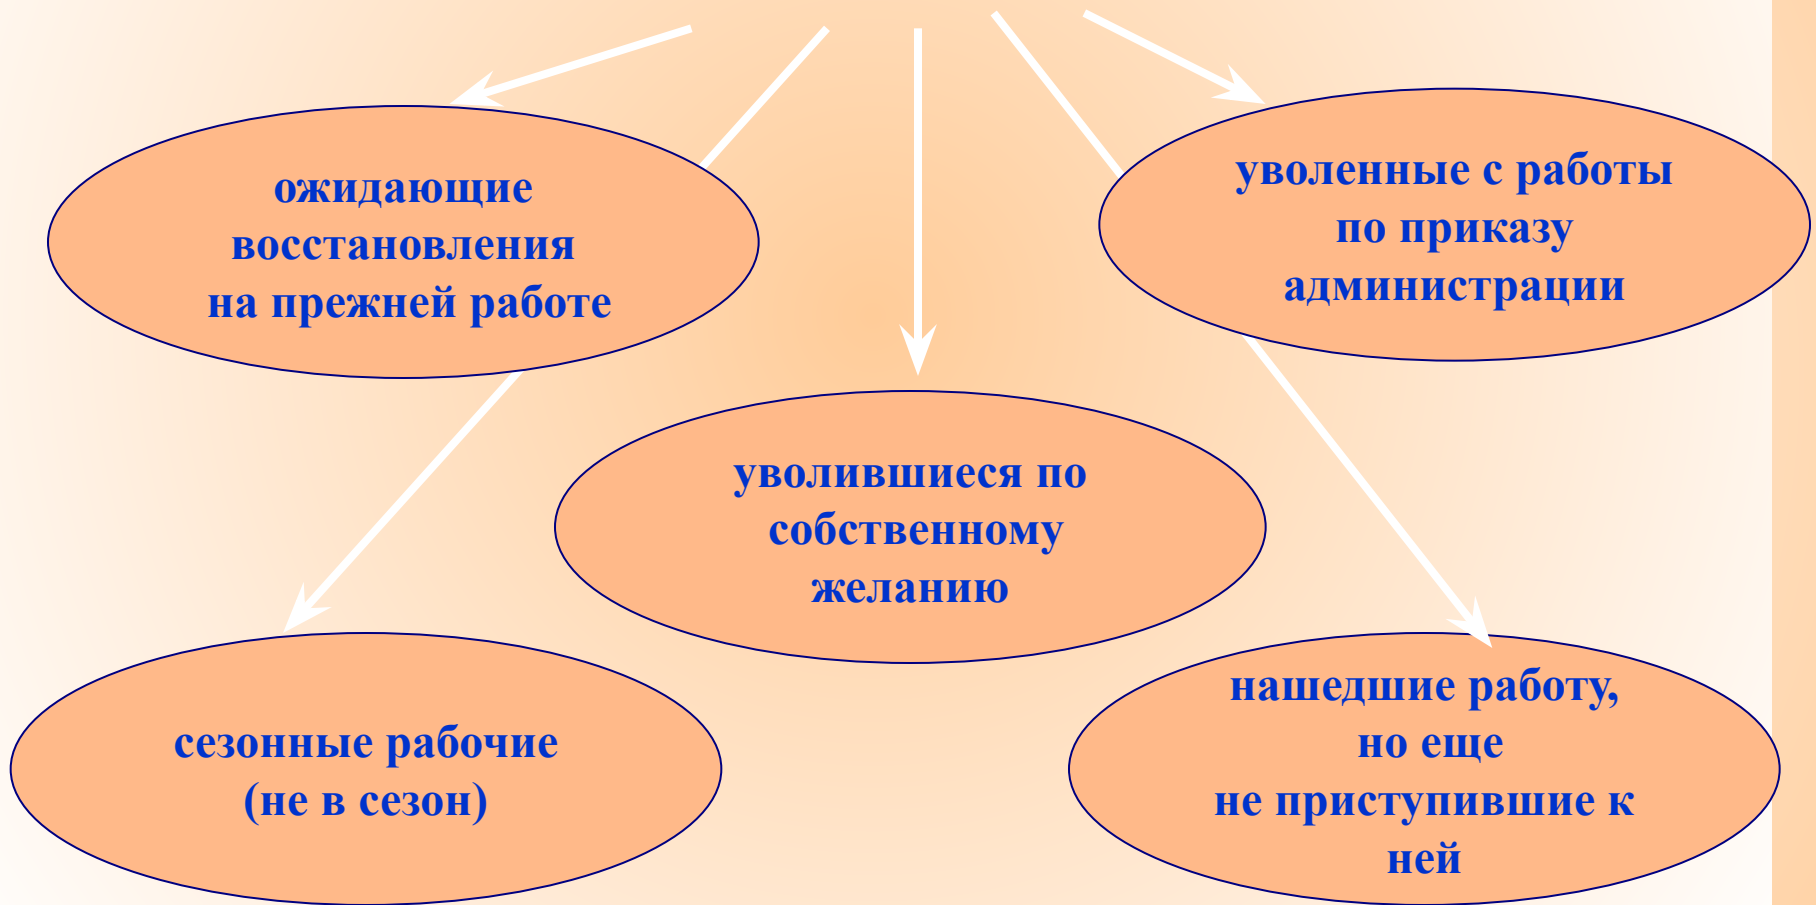 ожидающие
восстановления
на прежней работе
уволенные с работы
по приказу
администрации
уволившиеся по
собственному
желанию
сезонные рабочие
(не в сезон)
нашедшие работу,
но еще
не приступившие к
ней